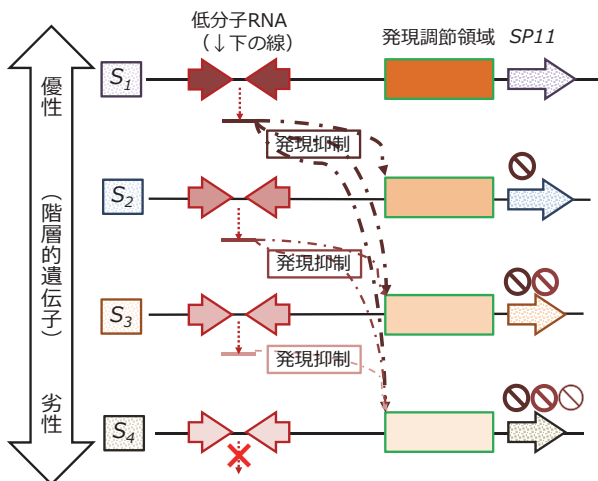 低分子RNA
(↓下の線)
発現調節領域 SP11
優性
(階層的遺伝子)
劣性
S1
発現抑制
S2
発現抑制
S3
発現抑制
S4